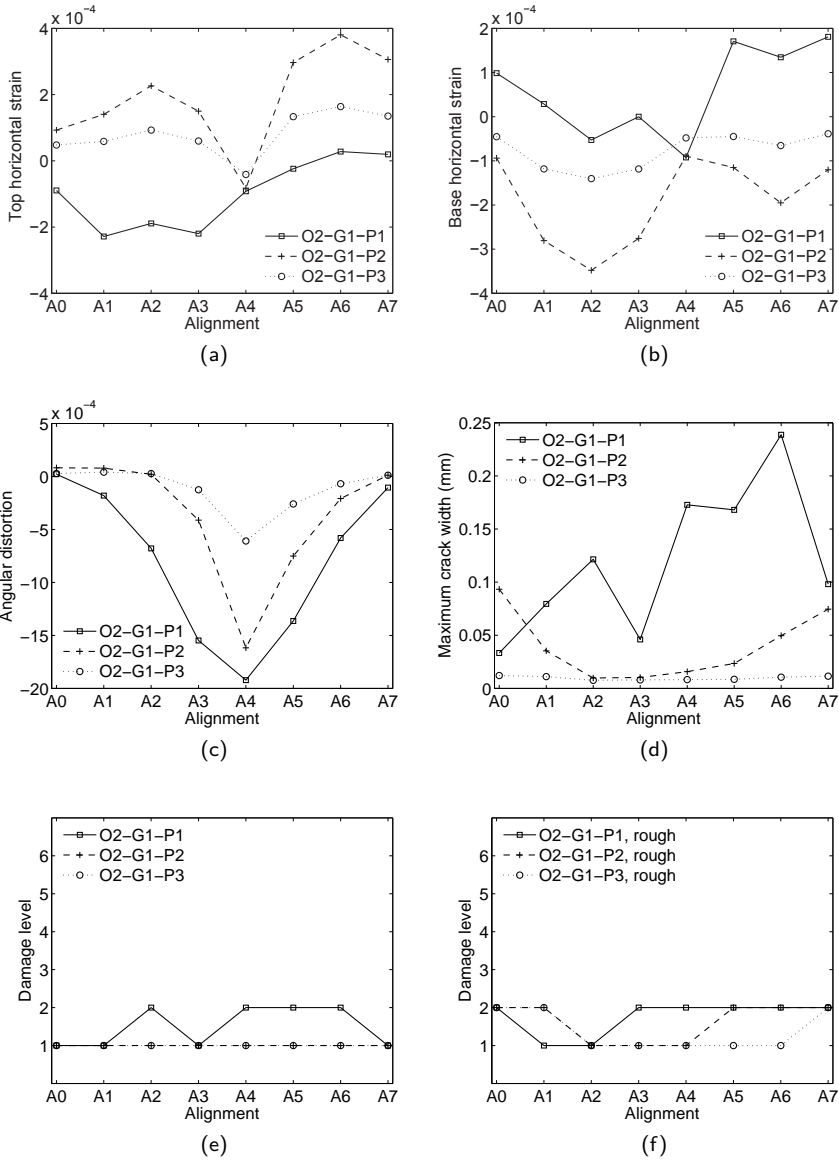 x 10−4
4
2
0
−2
−4
Top horizontal strain
O2−G1−P1
O2−G1−P2
O2−G1−P3
A0 A1 A2 A3 A4 A5 A6 A7
Alignment
(a)
x 10−4
2
1
0
−1
−2
−3
−4
Base horizontal strain
O2−G1−P1
O2−G1−P2
O2−G1−P3
A0 A1 A2 A3 A4 A5 A6 A7
Alignment
(b)
x 10−4
5
0
−5
−10
−15
−20
Angular distortion
O2−G1−P1
O2−G1−P2
O2−G1−P3
A0 A1 A2 A3 A4 A5 A6 A7
Alignment
(c)
0.25
0.2
0.15
0.1
0.05
0
Maximum crack width (mm)
O2−G1−P1
O2−G1−P2
O2−G1−P3
A0 A1 A2 A3 A4 A5 A6 A7
Alignment
(d)
6
5
4
3
2
1
Damage level
O2−G1−P1
O2−G1−P2
O2−G1−P3
A0 A1 A2 A3 A4 A5 A6 A7
Alignment
(e)
6
5
4
3
2
1
Damage level
O2−G1−P1, rough
O2−G1−P2, rough
O2−G1−P3, rough
A0 A1 A2 A3 A4 A5 A6 A7
Alignment
(f)